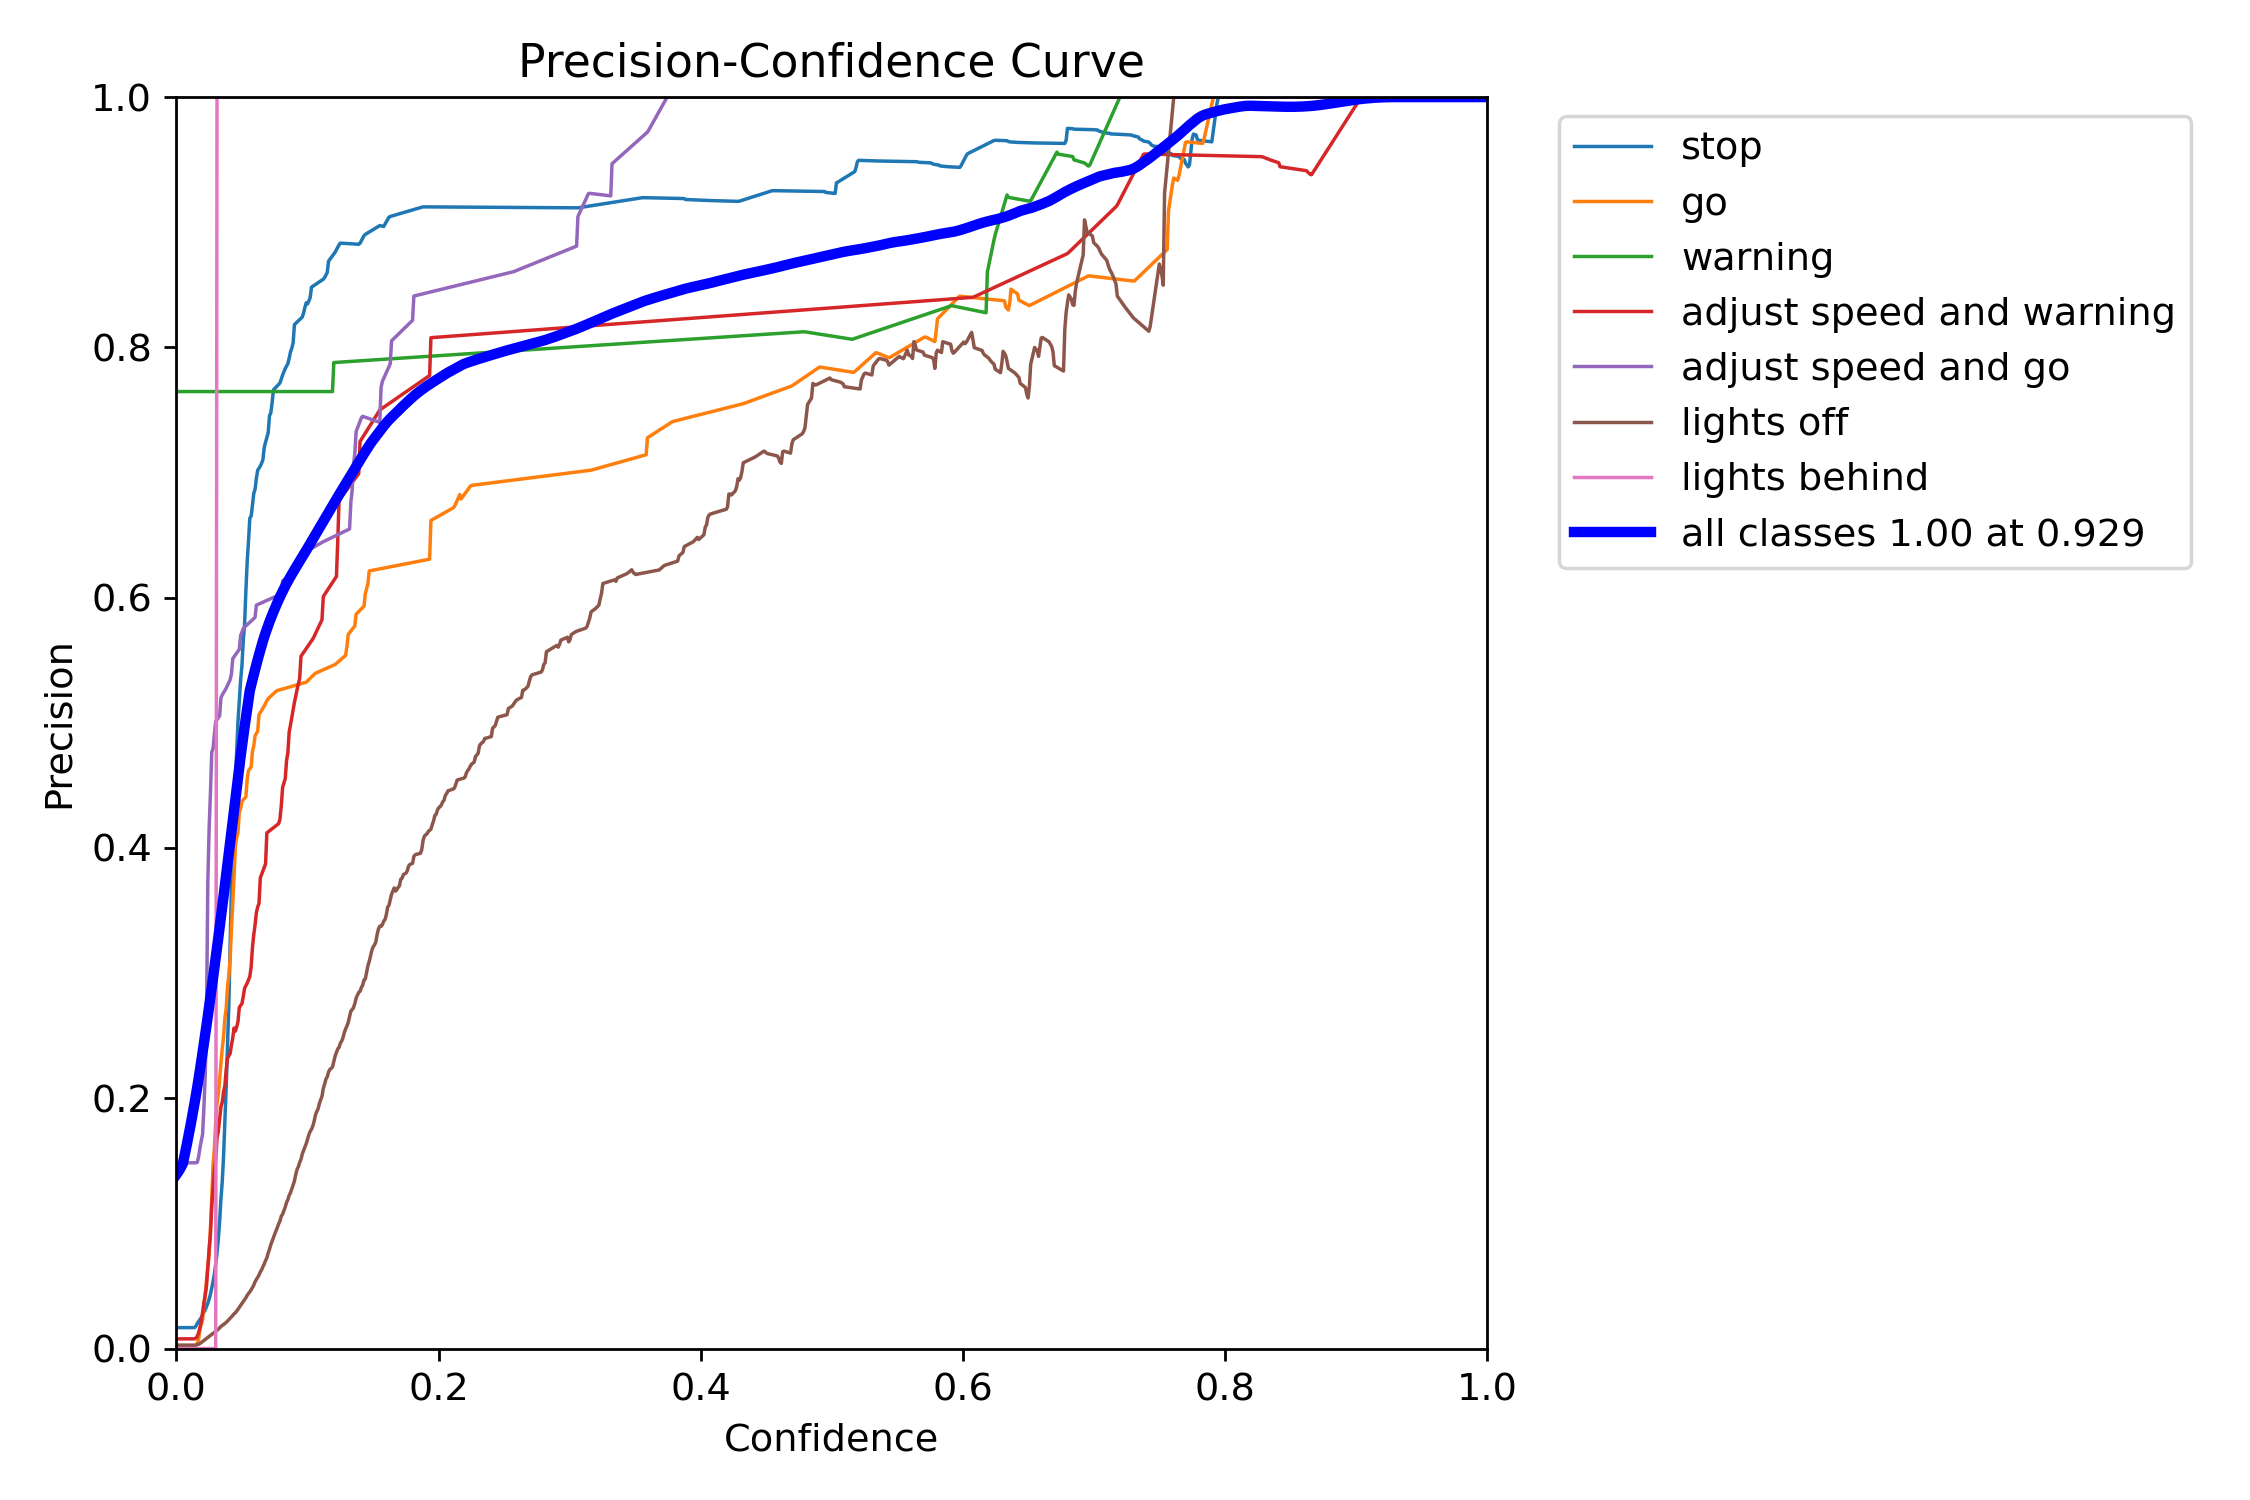 Precision-Confidence Curve
1.0
0.8
0.6
0.4
0.2
0.0
Precision
0.0 0.2 0.4 0.6 0.8 1.0
Confidence
stop
go
warning
adjust speed and warning
adjust speed and go
lights off
lights behind
all classes 1.00 at 0.929